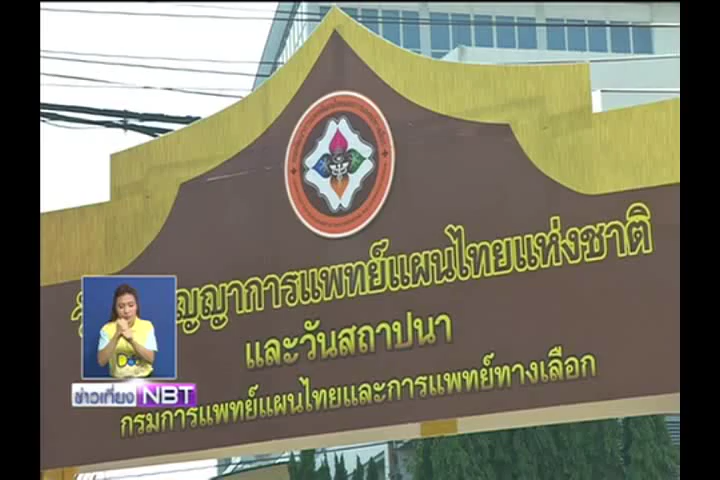 ญญาการแพทย์แผนไทยแห่งชาติ
และวันสถาปนา
กรมการแพทย์แผนไทยและการแพทย์ทางเลือก
ข่าวเที่ยง NBT